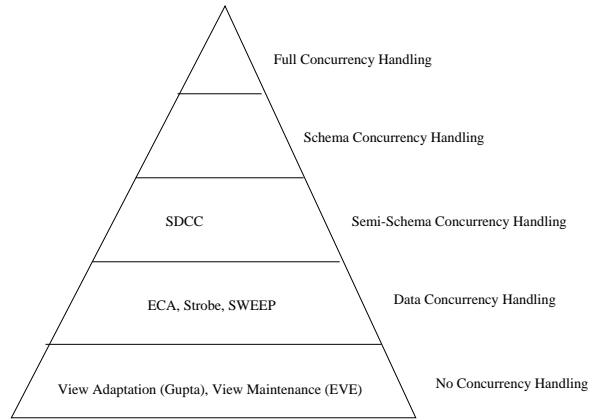 Full Concurrency Handling
Schema Concurrency Handling
SDCC
Semi-Schema Concurrency Handling
ECA, Strobe, SWEEP
Data Concurrency Handling
View Adaptation (Gupta), View Maintenance (EVE)
No Concurrency Handling